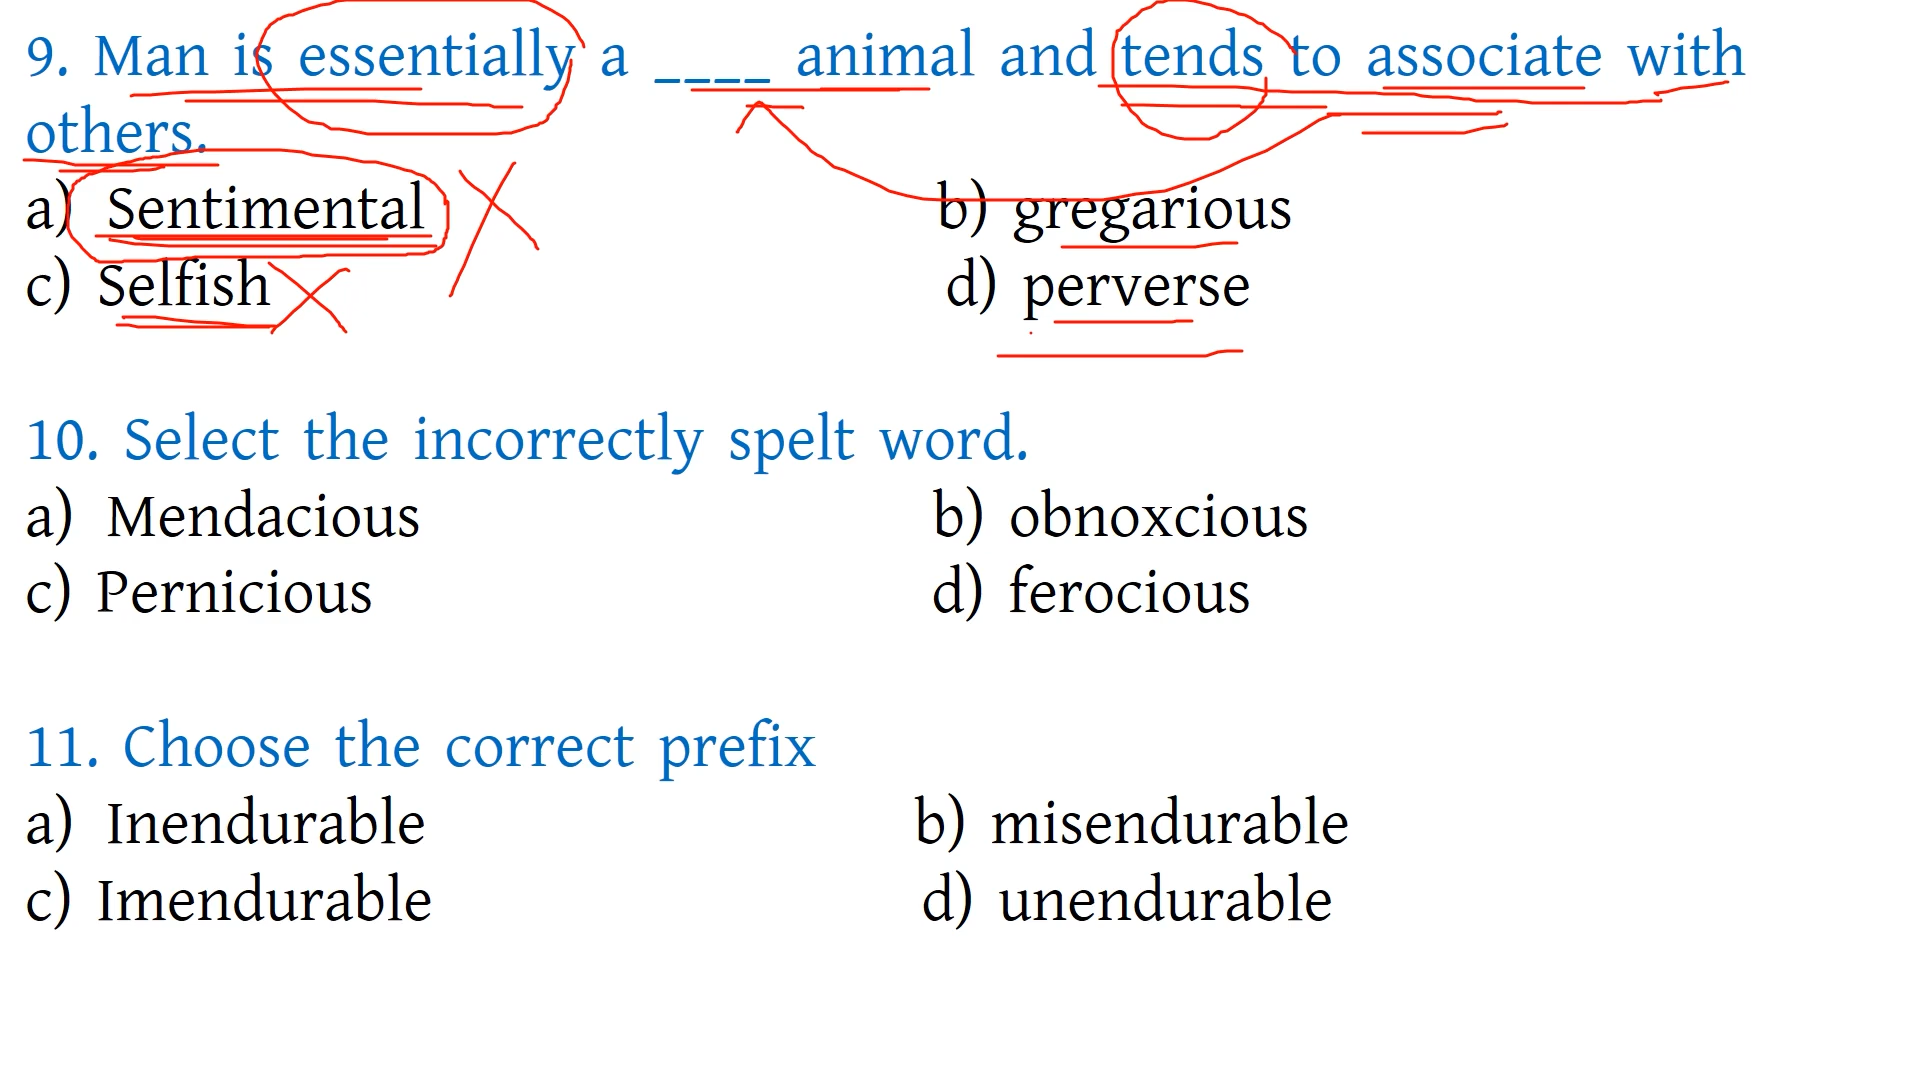 9. Man is essentially a ____ animal and tends to associate with
others.
a) Sentimental b) gregarious
c) Selfish d) perverse
10. Select the incorrectly spelt word.
a) Mendacious b) obnoxcious
c) Pernicious d) ferocious
11. Choose the correct prefix
a) Inendurable b) misendurable
c) Imendurable d) unendurable